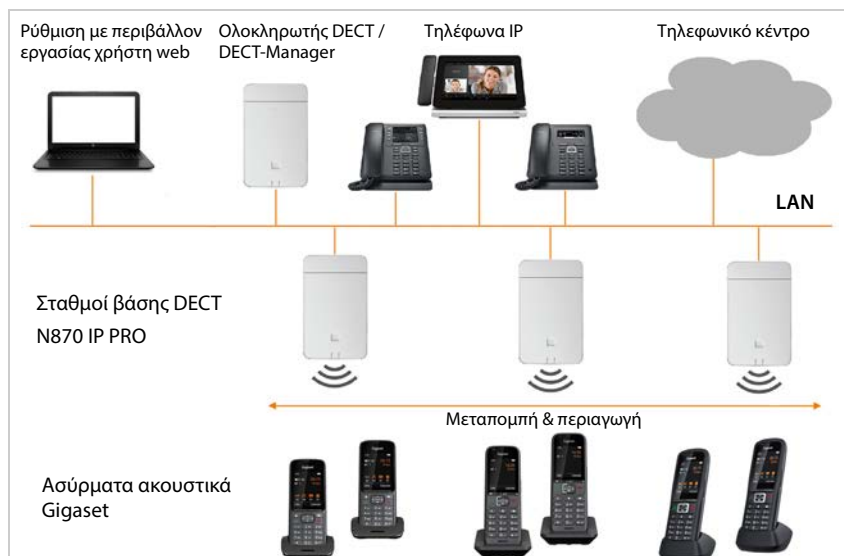 Ρύθμιση με περιβάλλον
εργασίας χρήστη web
Ολοκληρωτής DECT /
DECT-Manager
Τηλέφωνα IP
Τηλεφωνικό κέντρο
LAN
Σταθμοί βάσης DECT
N870 IP PRO
Μεταπομπή & περιαγωγή
Ασύρματα ακουστικά
Gigaset